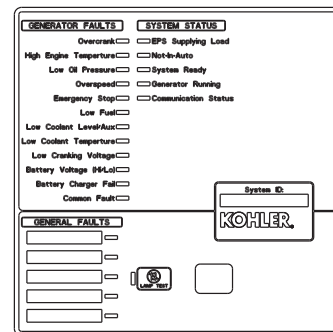 GENERATOR FAULTS
Overcrank
High Engine Temperture
Low Oil Pressure
Overspeed
Emergency Stop
Low Fuel
Low Coolant Level/Aux
Low Coolant Temperture
Low Cranking Voltage
Battery Voltage (Hi/Lo)
Battery Charger Fail
Common Fault
SYSTEM STATUS
EPS Supplying Load
Not-In-Auto
System Ready
Generator Running
Communication Status
System ID:
KOHLER.
GENERAL FAULTS
LAMP TEST